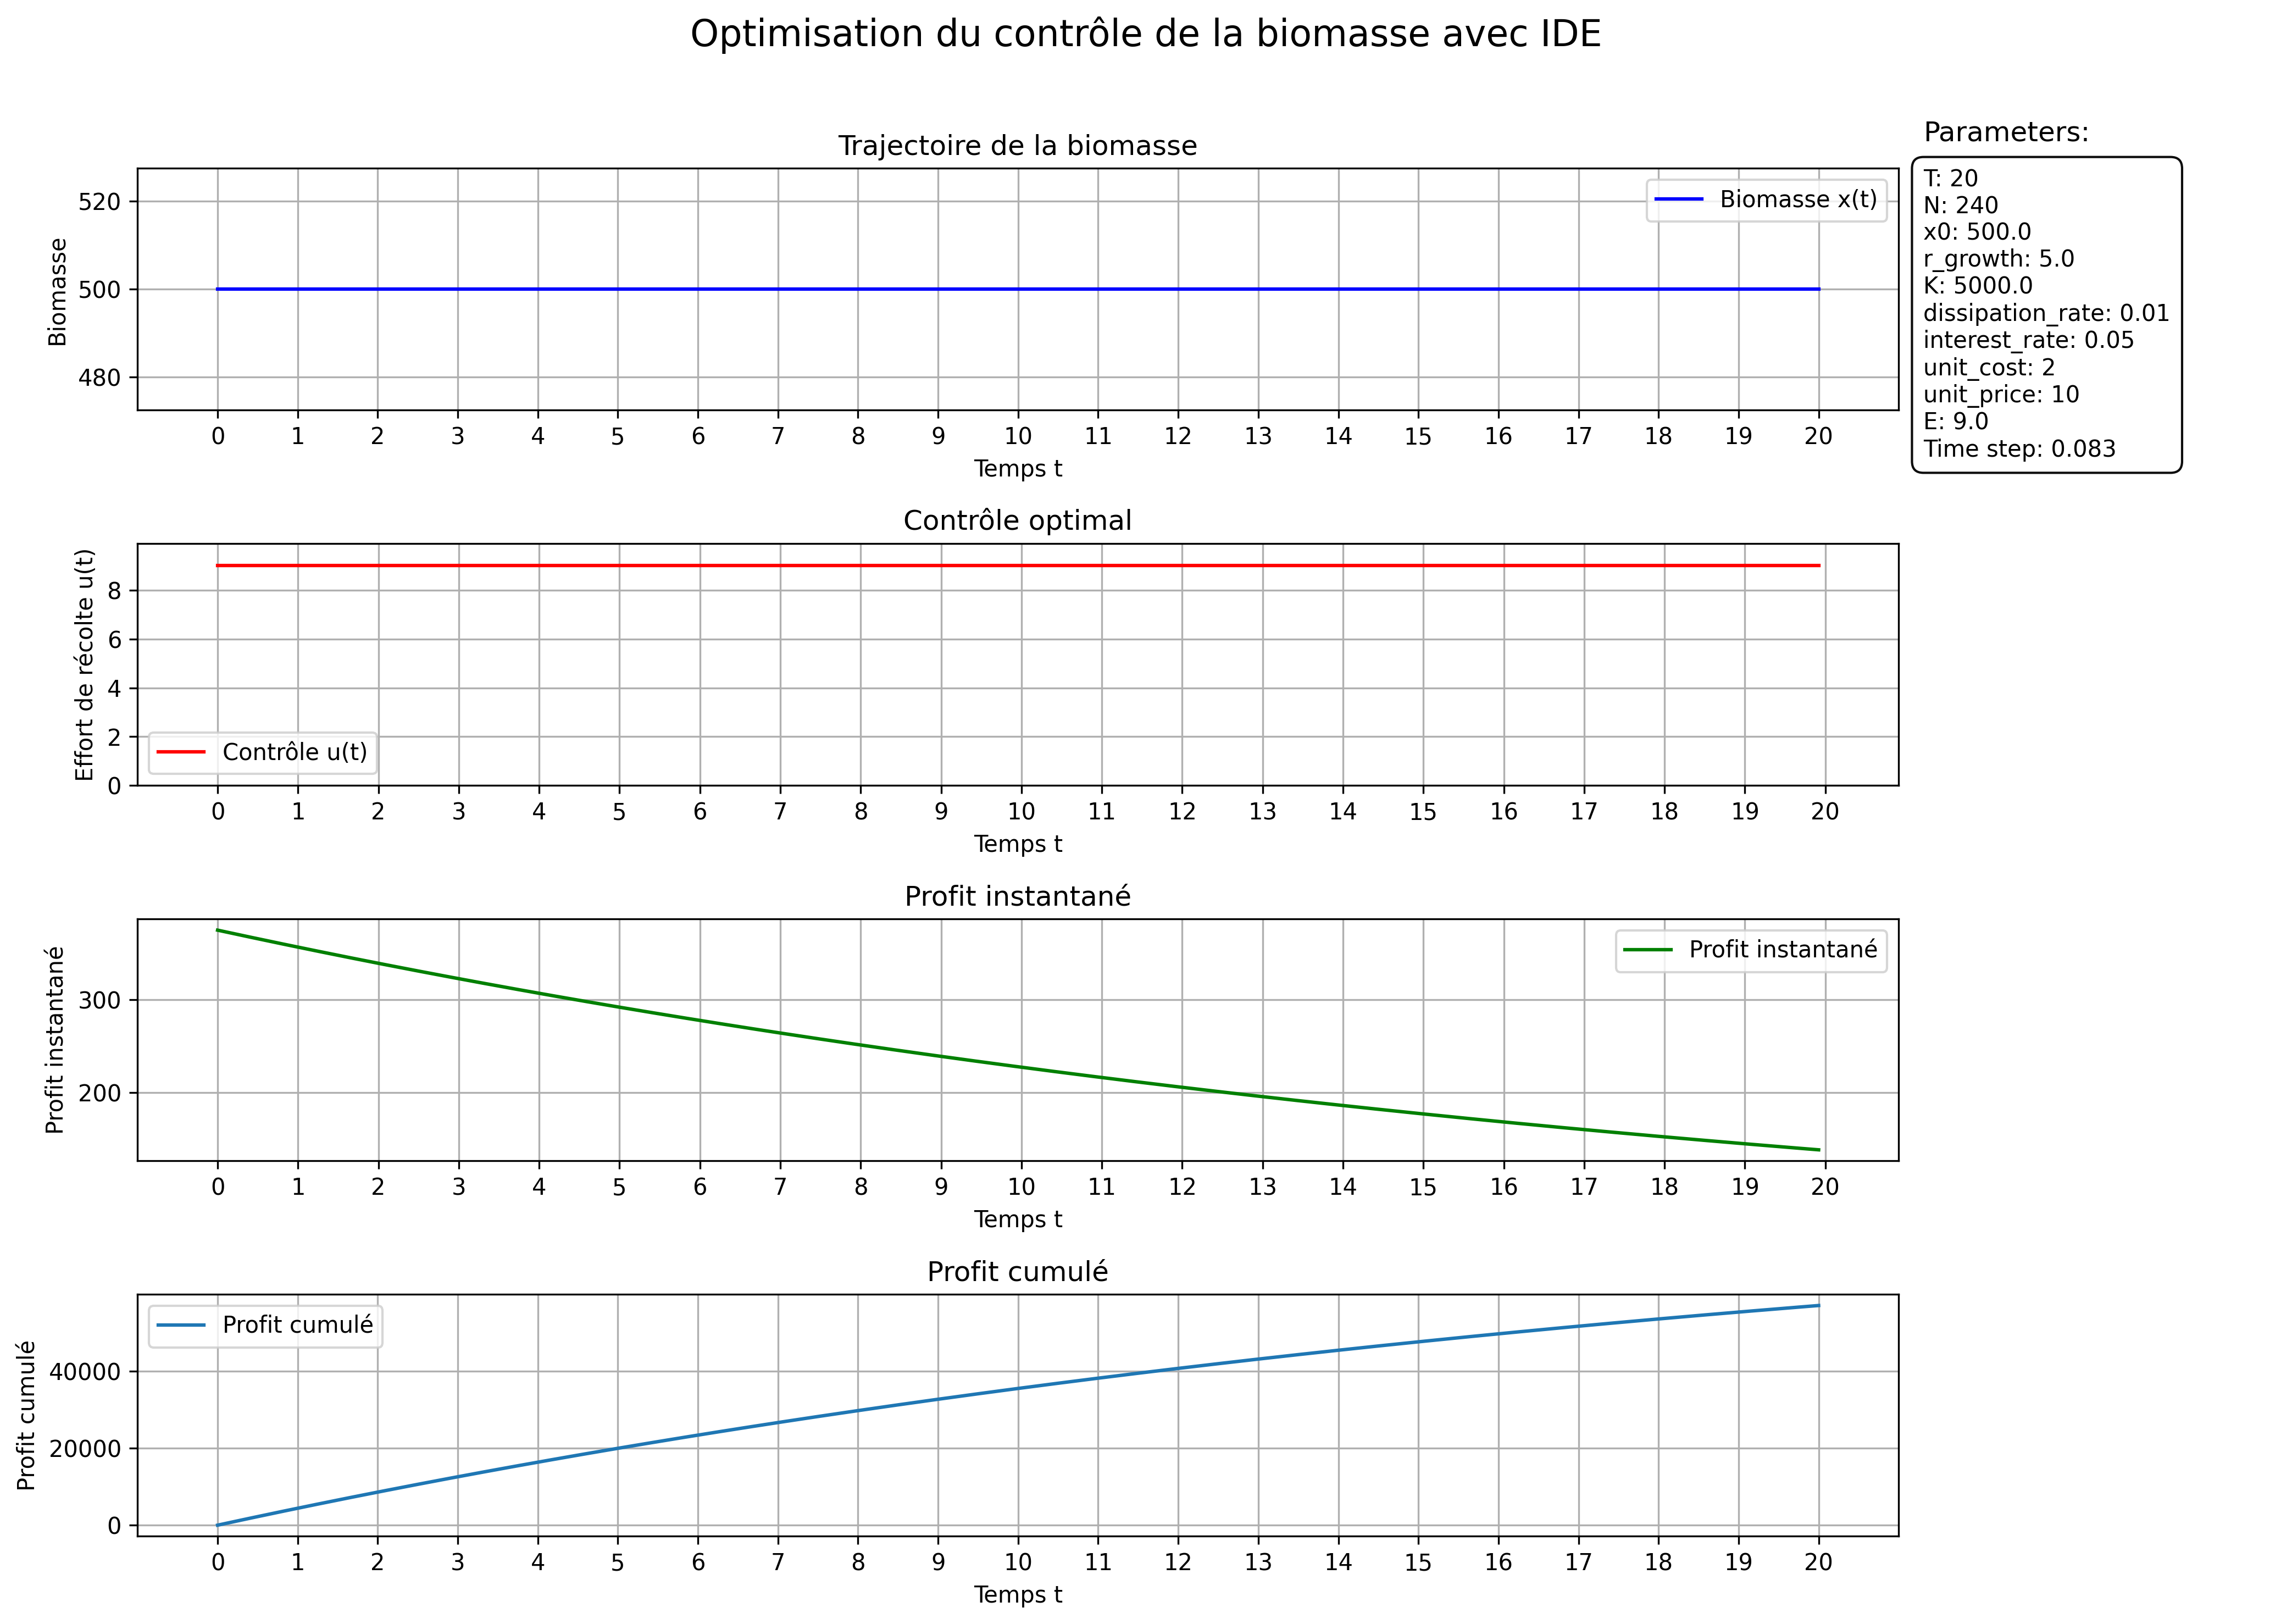 Optimisation du contrôle de la biomasse avec IDE
Trajectoire de la biomasse
Biomasse
520
500
480
Biomasse x(t)
0 1 2 3 4 5 6 7 8 9 10 11 12 13 14 15 16 17 18 19 20
Temps t
Parameters:
T: 20
N: 240
x0: 500.0
r_growth: 5.0
K: 5000.0
dissipation_rate: 0.01
interest_rate: 0.05
unit_cost: 2
unit_price: 10
E: 9.0
Time step: 0.083
Contrôle optimal
Effort de récolte u(t)
8
6
4
2
0
Contrôle u(t)
0 1 2 3 4 5 6 7 8 9 10 11 12 13 14 15 16 17 18 19 20
Temps t
Profit instantané
Profit instantané
300
200
Profit instantané
0 1 2 3 4 5 6 7 8 9 10 11 12 13 14 15 16 17 18 19 20
Temps t
Profit cumulé
Profit cumulé
40000
20000
0
Profit cumulé
0 1 2 3 4 5 6 7 8 9 10 11 12 13 14 15 16 17 18 19 20
Temps t